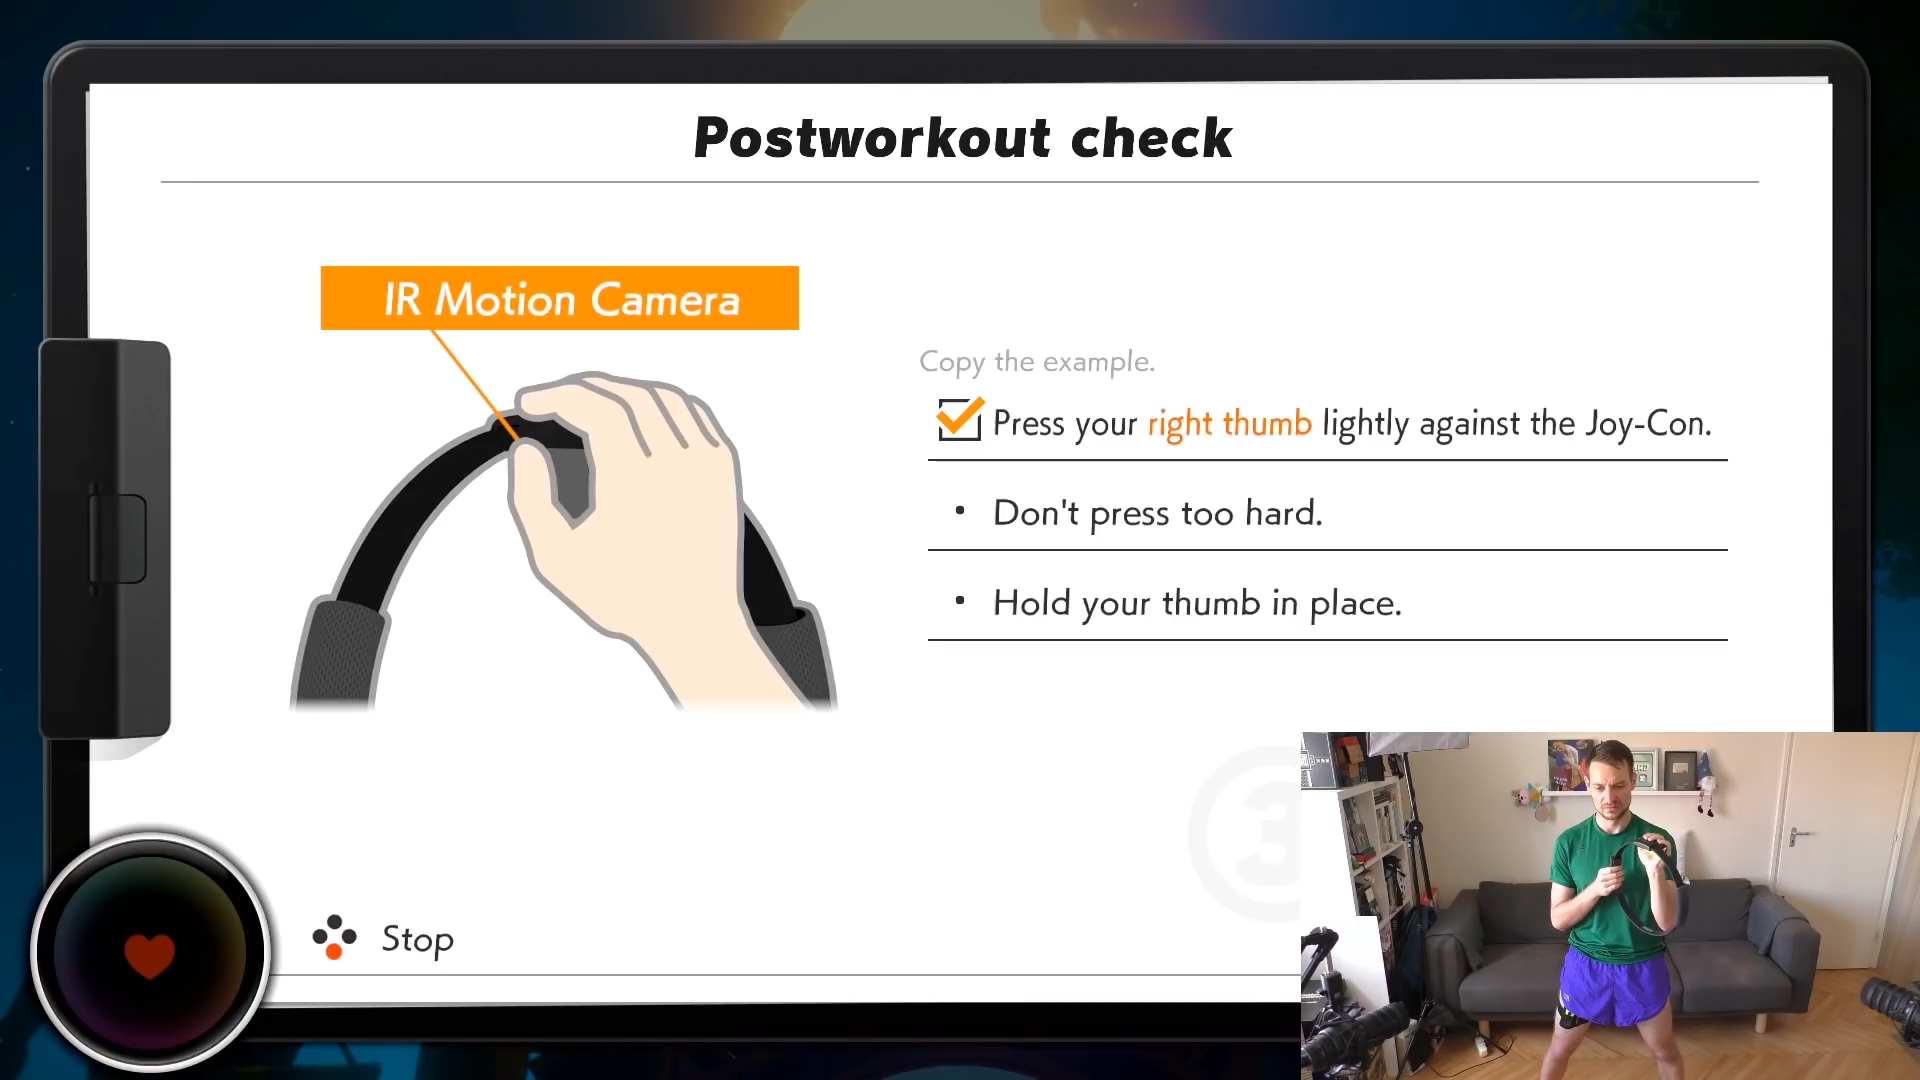 Postworkout check
IR Motion Camera
Copy the example.
Press your right thumb lightly against the Joy-Con.
• Don't press too hard.
• Hold your thumb in place.
3
Stop